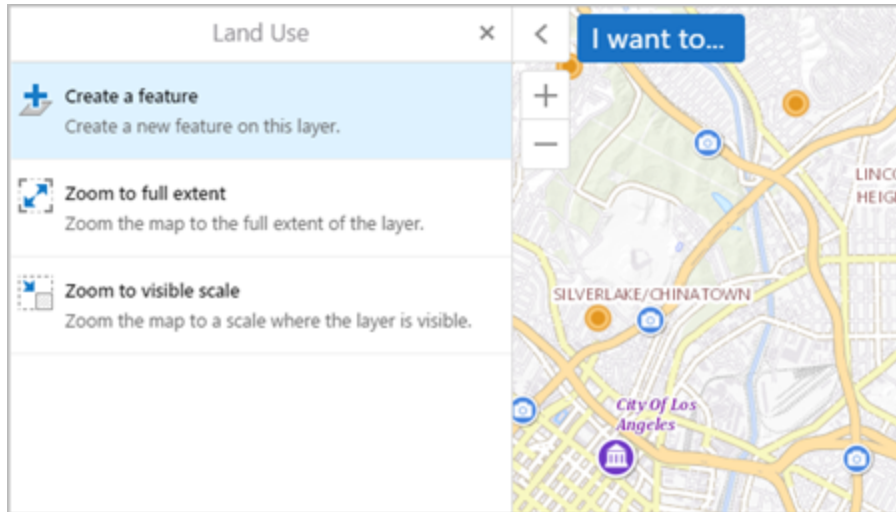 Land Use
Create a feature
Create a new feature on this layer.
Zoom to full extent
Zoom the map to the full extent of the layer.
Zoom to visible scale
Zoom the map to a scale where the layer is visible.
I want to...
SILVERLAKE/CHINATOWN
City Of Los
Angeles